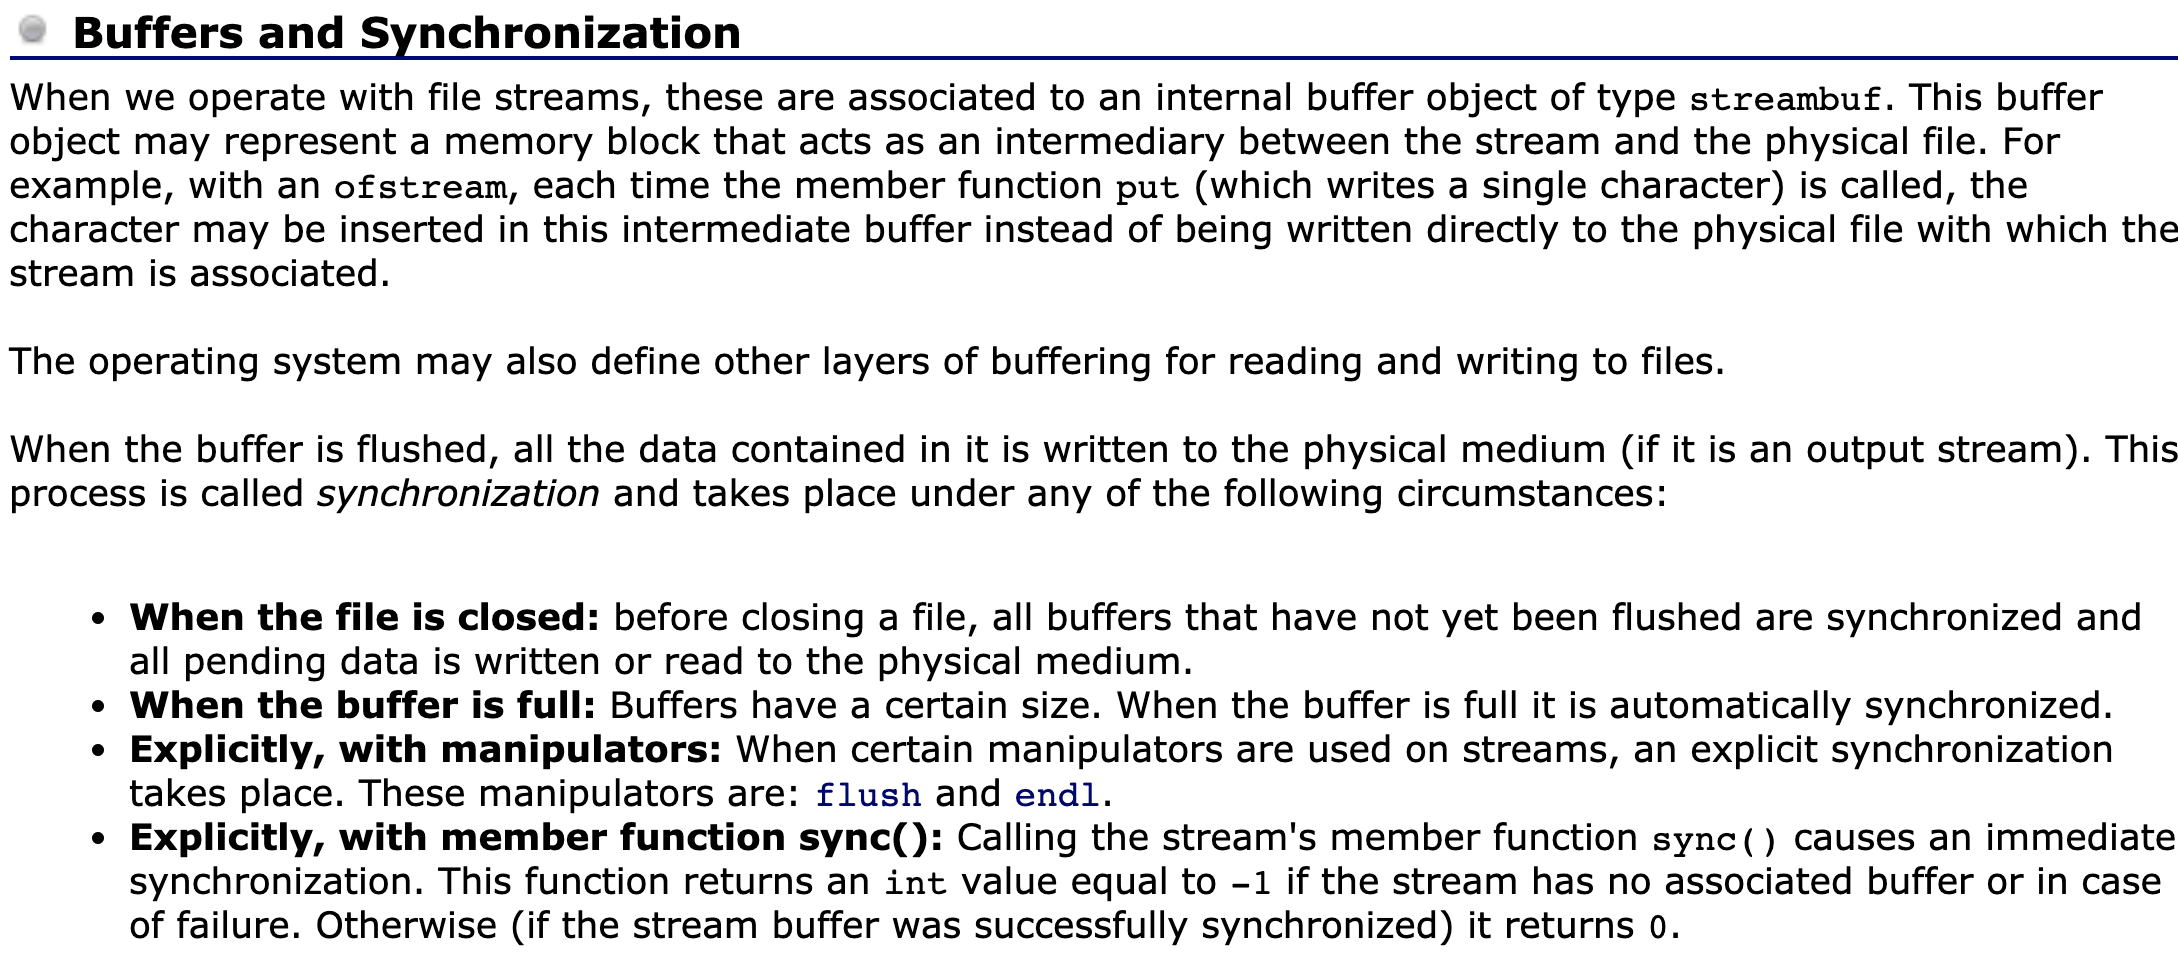 Buffers and Synchronization
When we operate with file streams, these are associated to an internal buffer object of type streambuf. This buffer
object may represent a memory block that acts as an intermediary between the stream and the physical file. For
example, with an ofstream, each time the member function put (which writes a single character) is called, the
character may be inserted in this intermediate buffer instead of being written directly to the physical file with which the
stream is associated.
The operating system may also define other layers of buffering for reading and writing to files.
When the buffer is flushed, all the data contained in it is written to the physical medium (if it is an output stream). This
process is called synchronization and takes place under any of the following circumstances:
• When the file is closed: before closing a file, all buffers that have not yet been flushed are synchronized and
all pending data is written or read to the physical medium.
• When the buffer is full: Buffers have a certain size. When the buffer is full it is automatically synchronized.
• Explicitly, with manipulators: When certain manipulators are used on streams, an explicit synchronization
takes place. These manipulators are: flush and endl.
• Explicitly, with member function sync(): Calling the stream's member function sync() causes an immediate
synchronization. This function returns an int value equal to -1 if the stream has no associated buffer or in case
of failure. Otherwise (if the stream buffer was successfully synchronized) it returns 0.